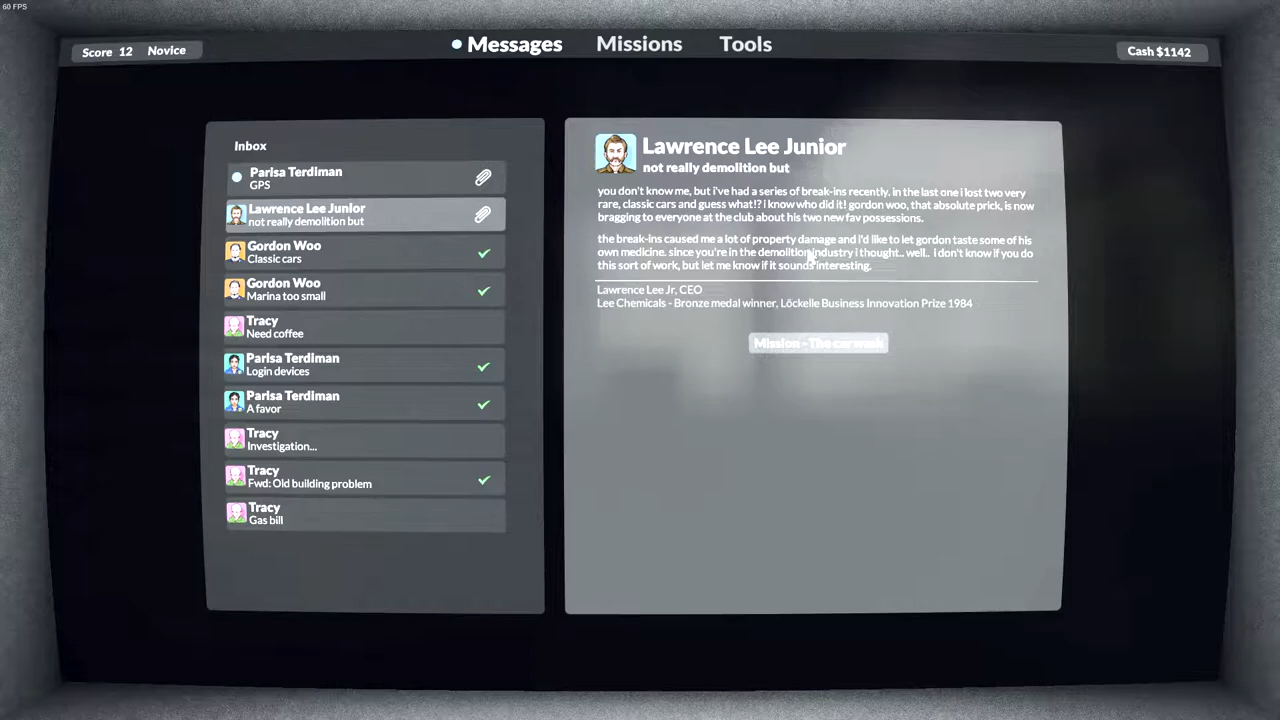 60 FPS
Score 12 Novice
Messages Missions Tools
Cash $1142
Inbox
Parisa Terdiman
GPS
Lawrence Lee Junior
not really demolition but
Gordon Woo
Classic cars
Gordon Woo
Marina too small
Tracy
Need coffee
Parisa Terdiman
Login devices
Parisa Terdiman
A favor
Tracy
Investigation...
Tracy
Fwd: Old building problem
Tracy
Gas bill
Lawrence Lee Junior
not really demolition but
you don't know me, but i've had a series of break-ins recently. in the last one i lost two very
rare, classic cars and guess what!? i know who did it! gordon woo, that absolute prick, is now
bragging to everyone at the club about his two new fav possessions.
the break-ins caused me a lot of property damage and i'd like to let gordon taste some of his
own medicine. since you're in the demolition industry i thought... well.. i don't know if you do
this sort of work, but let me know if it sounds interesting.
Lawrence Lee Jr, CEO
Lee Chemicals - Bronze medal winner, Löckelle Business Innovation Prize 1984
Mission - The car wash